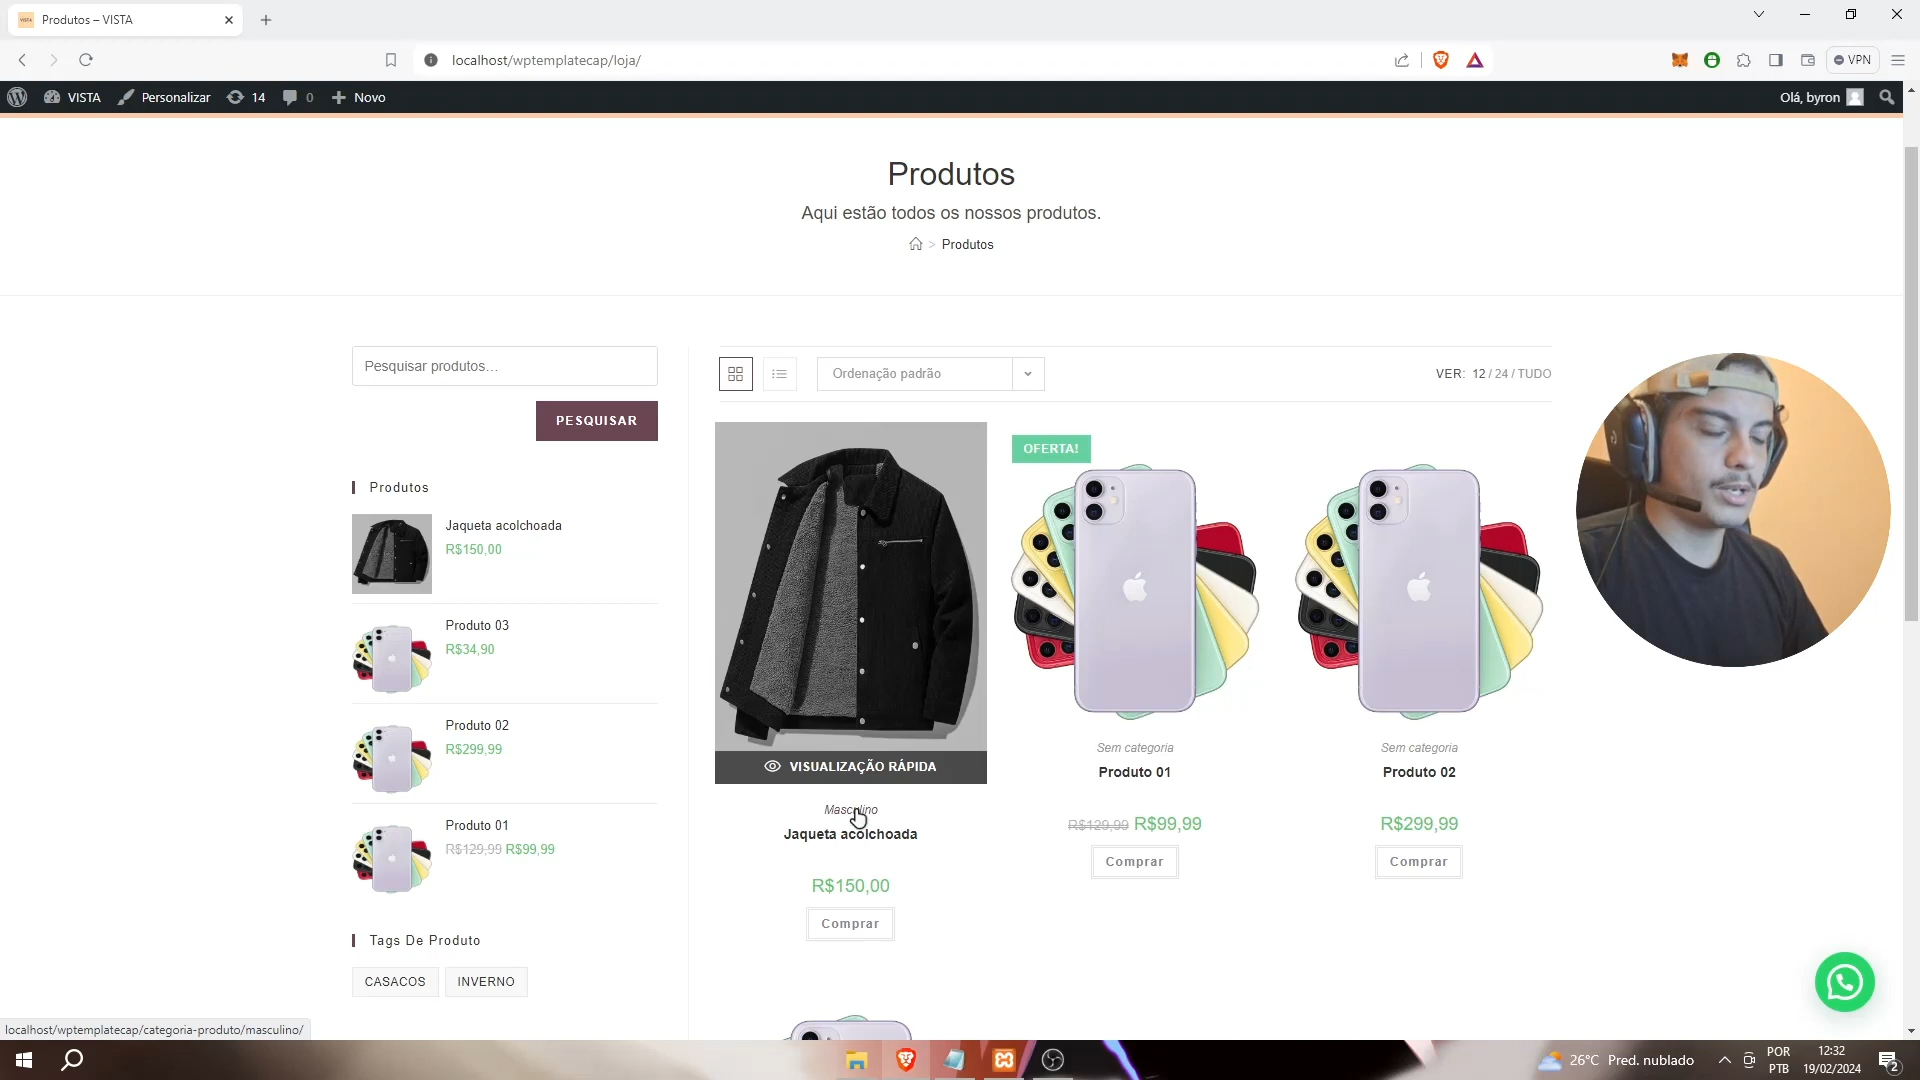 Produtos – VISTA
localhost/wptemplatecap/loja/
VPN
VISTA
Personalizar
14
0
Novo
Olá, byron
Produtos
Aqui estão todos os nossos produtos.
> Produtos
Pesquisar produtos…
PESQUISAR
Produtos
Jaqueta acolchoada
R$150,00
Produto 03
R$34,90
Produto 02
R$299,99
Produto 01
R$129,99 R$99,99
Tags De Produto
CASACOS
INVERNO
Ordenação padrão
VER: 12 / 24 / TUDO
VISUALIZAÇÃO RÁPIDA
Masculino
Jaqueta acolchoada
R$150,00
Comprar
OFERTA!
Sem categoria
Produto 01
R$129,99 R$99,99
Comprar
Sem categoria
Produto 02
R$299,99
Comprar
localhost/wptemplatecap/categoria-produto/masculino/
26°C Pred. nublado
POR
PTB
12:32
19/02/2024
2